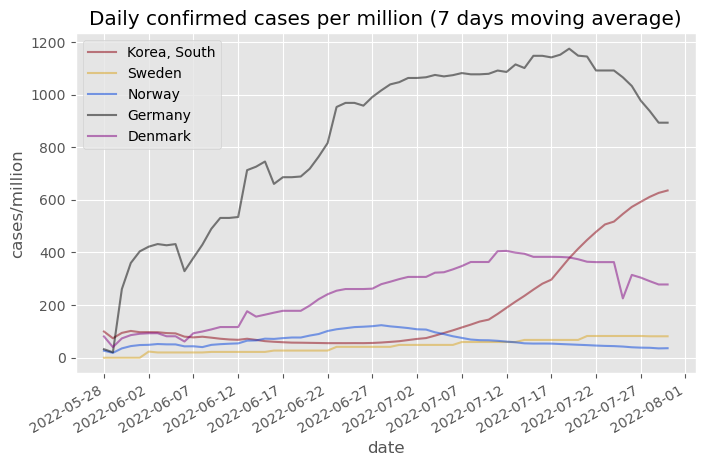 Daily confirmed cases per million (7 days moving average)
1200
1000
800
600
400
200
0
cases/million
Korea, South
Sweden
Norway
Germany
Denmark
2022-05-28
2022-06-02
2022-06-07
2022-06-12
2022-06-17
2022-06-22
2022-06-27
2022-07-02
2022-07-07
2022-07-12
2022-07-17
2022-07-22
2022-07-27
2022-08-01
date